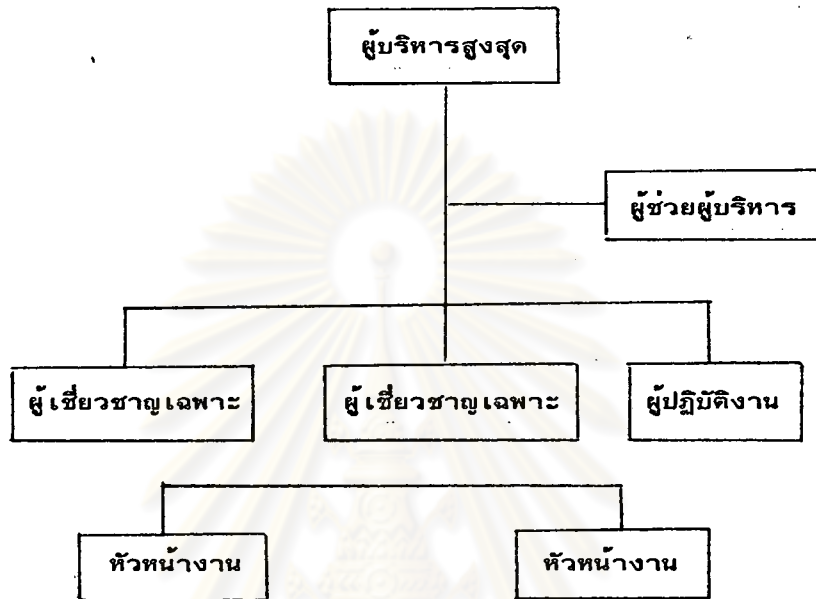 ผู้บริหารสูงสุด
ผู้ช่วยผู้บริหาร
ผู้เชี่ยวชาญเฉพาะ
ผู้เชี่ยวชาญเฉพาะ
ผู้ปฏิบัติงาน
หัวหน้างาน
หัวหน้างาน